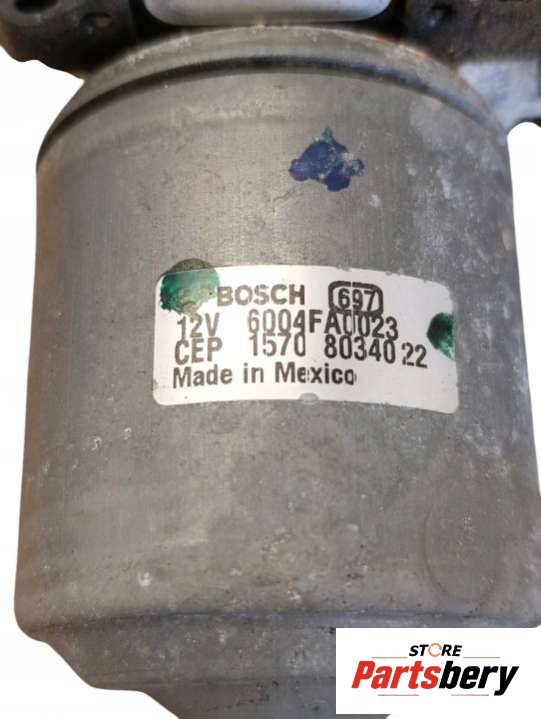 BOSCH 697
12V 6004FA0023
CEP 1570 8034022
Made in Mexico
STORE
Partsbery